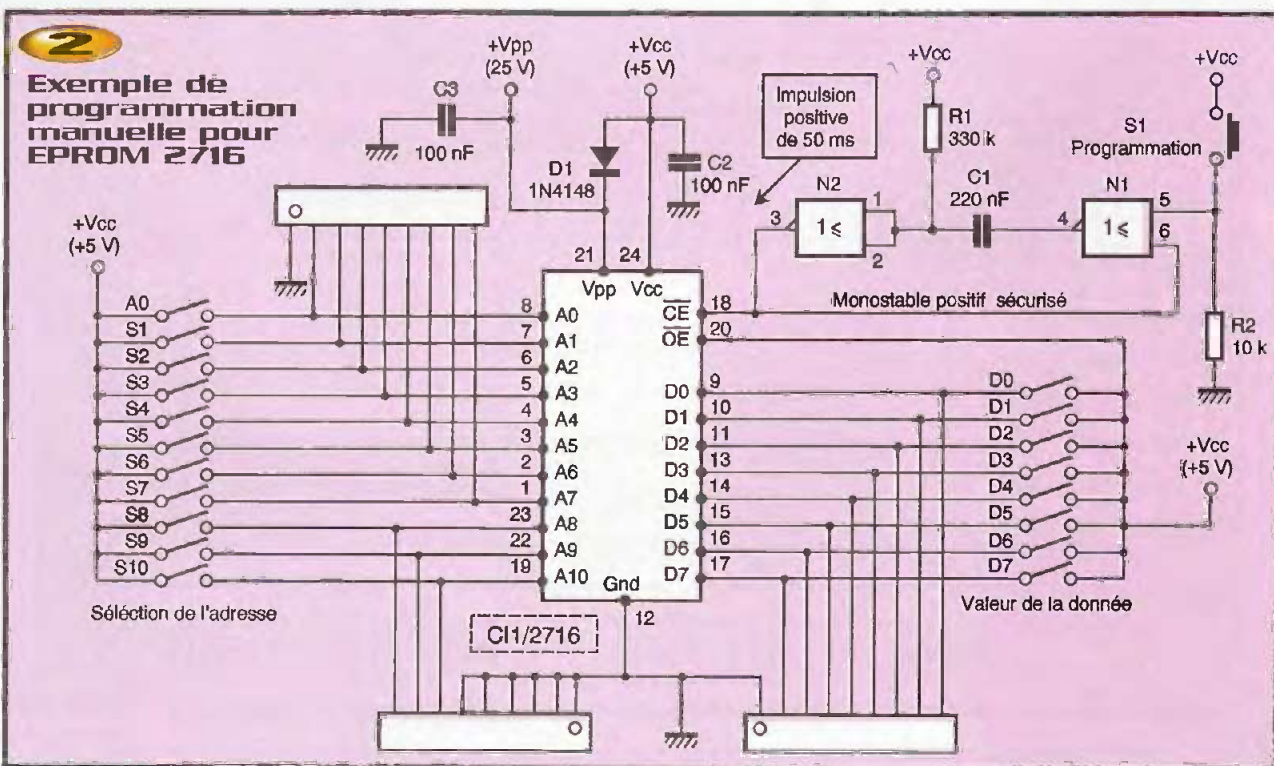 2
Exemple de
programmation
manuelle pour
EPROM 2716
+Vpp
(25 V)
+Vcc
(+5 V)
C3
100 nF
D1
1N4148
C2
100 nF
Impulsion
positive
de 50 ms
+Vcc
R1
330 k
C1
220 nF
+Vcc
S1
Programmation
N2
3
1≤
1
2
N1
4
1≤
5
6
Monostable positif sécurisé
R2
10 k
+Vcc
(+5 V)
21
24
Vpp
Vcc
CE
18
OE
20
A0
8
A0
S1
7
A1
S2
6
A2
S3
5
A3
S4
4
A4
S5
3
A5
S6
2
A6
S7
1
A7
S8
23
A8
S9
22
A9
S10
19
A10
Séléction de l'adresse
D0
9
D0
D1
10
D1
D2
11
D2
D3
13
D3
D4
14
D4
D5
15
D5
D6
16
D6
D7
17
D7
+Vcc
(+5 V)
Valeur de la donnée
Gnd
12
CI1/2716